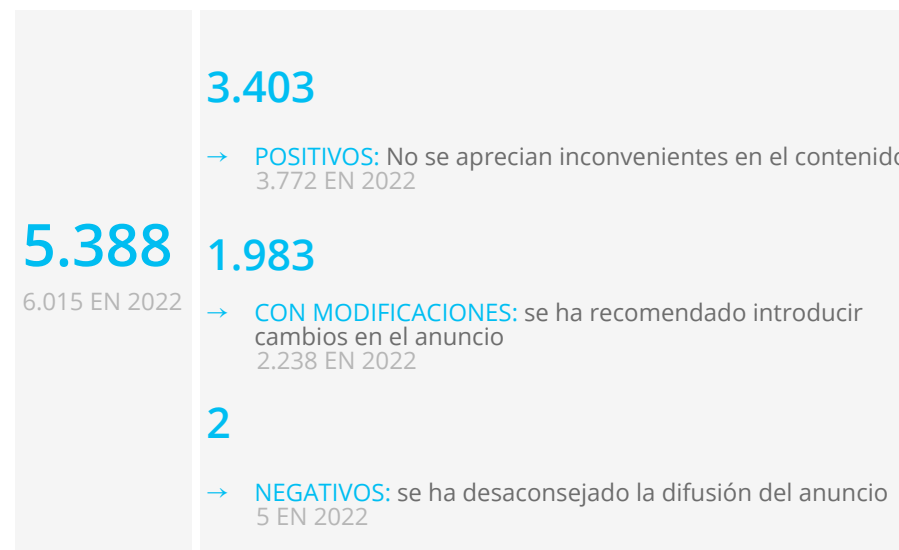 5.388
6.015 EN 2022
3.403
→ POSITIVOS: No se aprecian inconvenientes en el contenido
3.772 EN 2022
1.983
→ CON MODIFICACIONES: se ha recomendado introducir
cambios en el anuncio
2.238 EN 2022
2
→ NEGATIVOS: se ha desaconsejado la difusión del anuncio
5 EN 2022